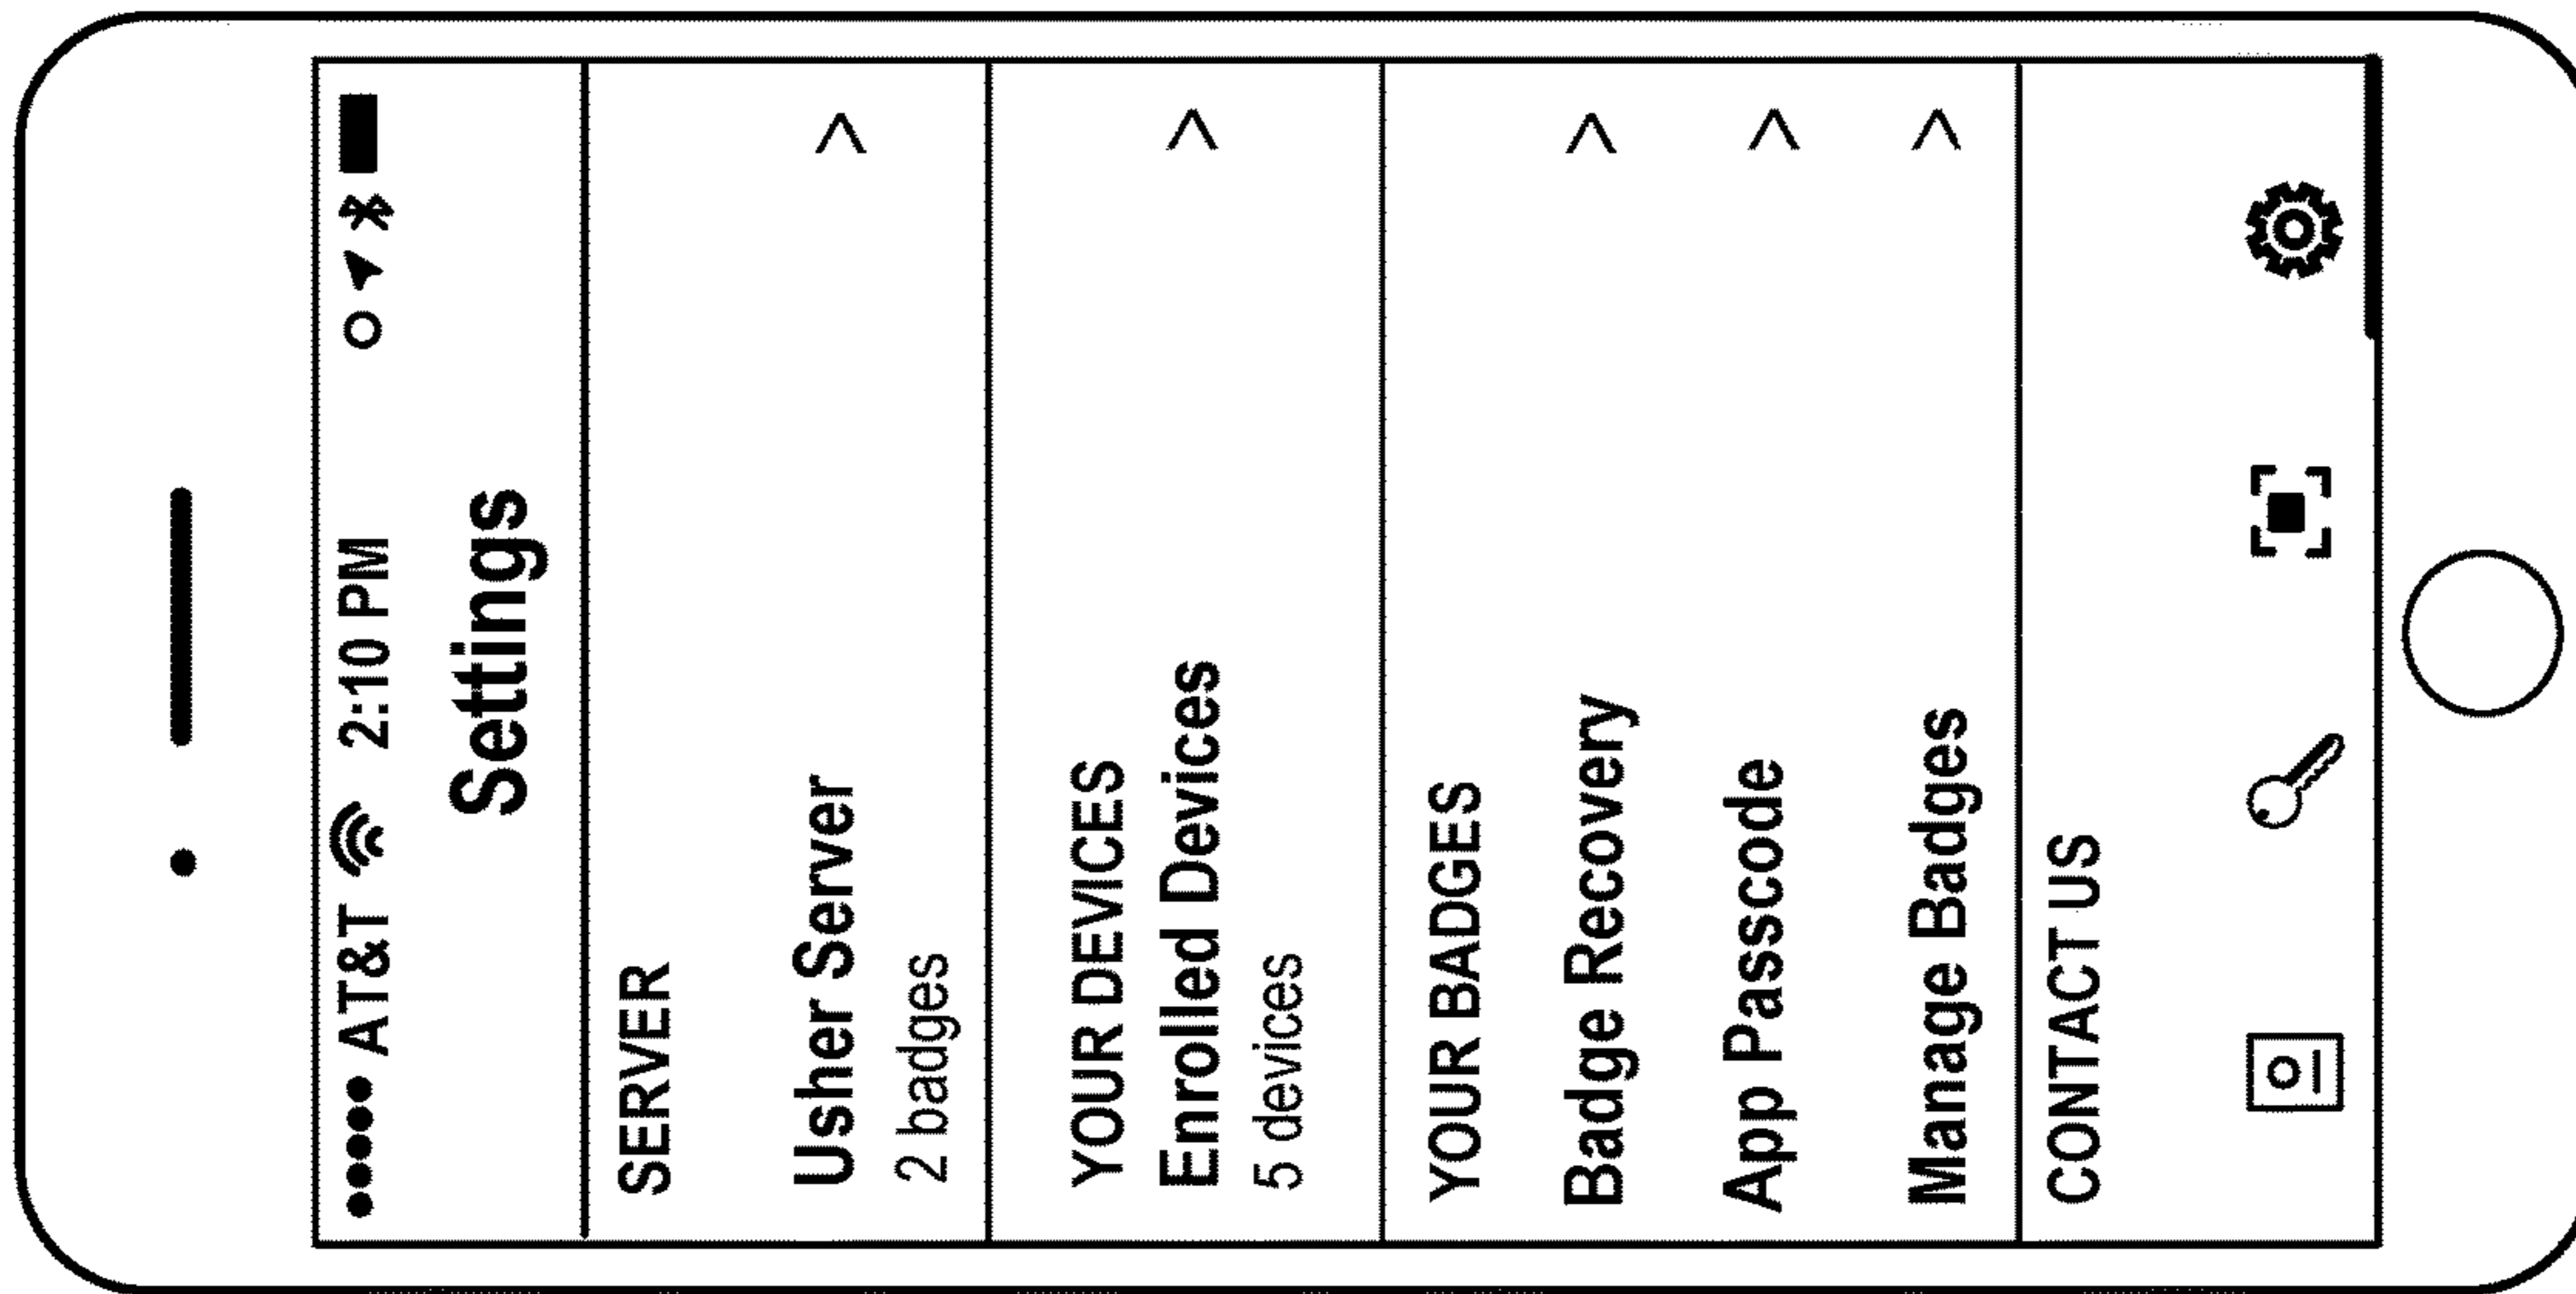 AT&T 2:10 PM
Settings
SERVER
Usher Server
2 badges
YOUR DEVICES
Enrolled Devices
5 devices
YOUR BADGES
Badge Recovery
App Passcode
Manage Badges
CONTACT US